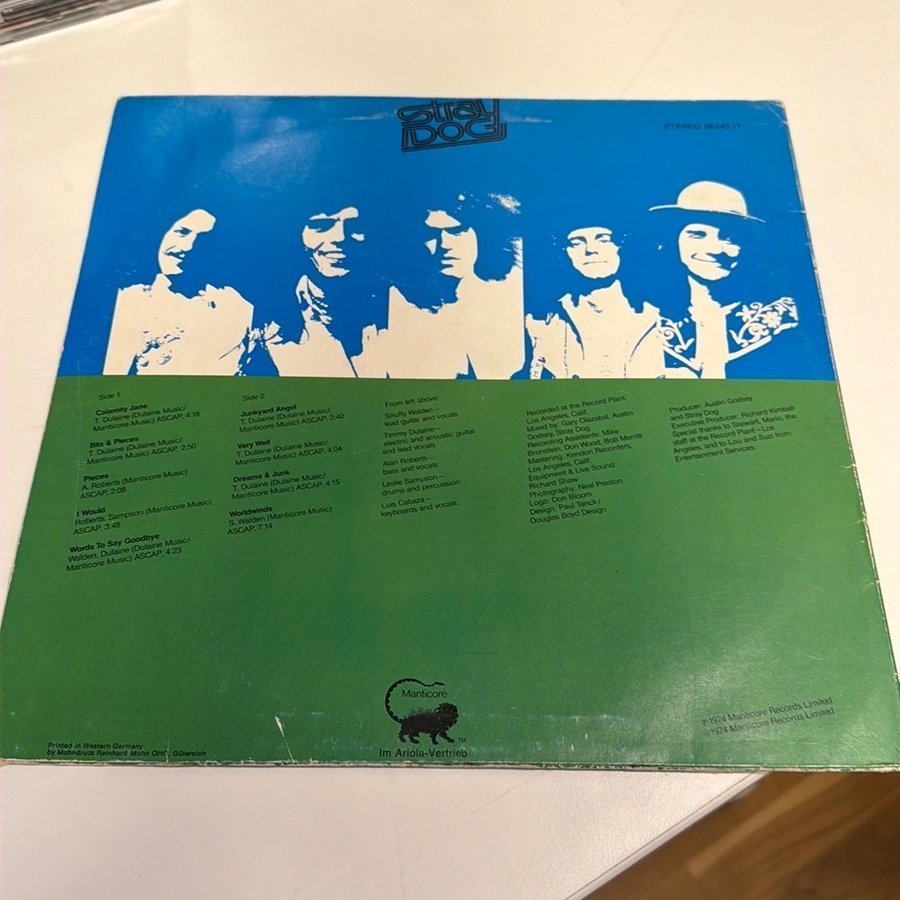 Stray
Dog
STEREO
Side 1
Calamity Jane
T. Dulaine (Dulaine Music/
Manticore Music) ASCAP, 4:18
Bits & Pieces
T. Dulaine (Dulaine Music/
Manticore Music) ASCAP, 2:50
Pieces
A. Roberts (Manticore Music)
ASCAP, 2:08
I Would
Roberts, Sampson (Manticore Music)
ASCAP, 3:48
Words To Say Goodbye
Walden, Dulaine (Dulaine Music/
Manticore Music) ASCAP, 4:23
Side 2
Junkyard Angel
T. Dulaine (Dulaine Music/
Manticore Music) ASCAP, 2:40
Very Well
T. Dulaine (Dulaine Music/
Manticore Music) ASCAP, 4:04
Dreams & Junk
T. Dulaine (Dulaine Music/
Manticore Music) ASCAP, 4:15
Worldwinds
S. Walden (Manticore Music)
ASCAP, 7:14
From left above:
Snuffy Walden—
lead guitar and vocals
Timmy Dulaine—
electric and acoustic guitar
and lead vocals
Alan Roberts—
bass and vocals
Leslie Sampson—
drums and percussion
Luis Cabaza—
keyboards and vocals
Recorded at the Record Plant,
Los Angeles, Calif.
Mixed by: Gary Olazabal, Austin
Godsey, Stray Dog
Recording Assistants: Mike
Bronstein, Don Wood, Bob Merritt
Mastering: Kendon Recorders,
Los Angeles, Calif.
Equipment & Live Sound:
Richard Shaw
Photography: Neal Preston
Logo: Don Bloom
Design: Paul Tanck/
Douglas Boyd Design
Producer: Austin Godsey
and Stray Dog
Executive Producer: Richard Kimball
Special thanks to Stewart, Mario, the
staff at the Record Plant—Los
Angeles, and to Lou and Suzi from
Entertainment Services.
Manticore
TM
Im Ariola-Vertrieb
Printed in Western Germany
by Mohndruck Reinhard Mohn OHG, Gütersloh
℗1974 Manticore Records Limited
©1974 Manticore Records Limited